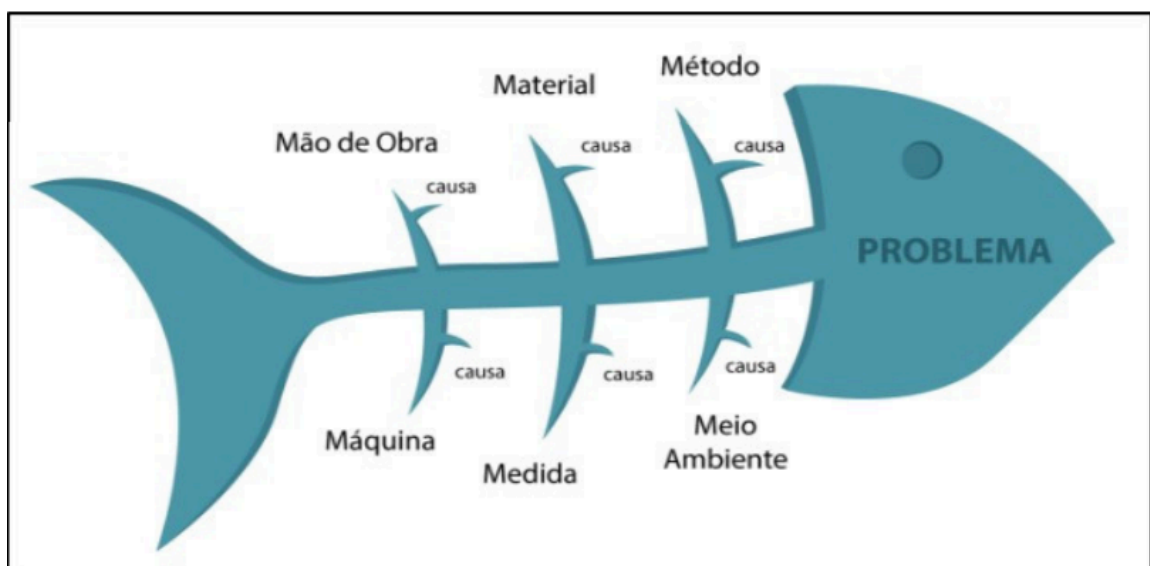 Método
Material
Mão de Obra
causa
causa
causa
PROBLEMA
causa
causa
causa
Máquina
Medida
Meio
Ambiente